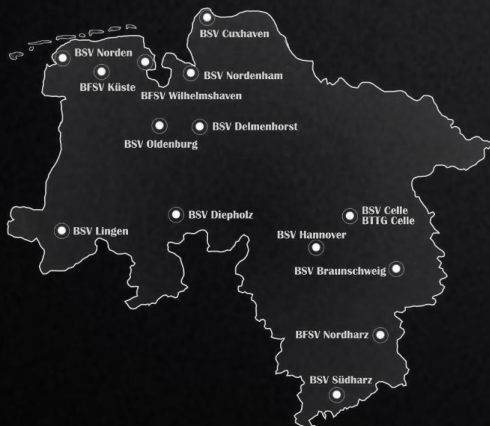 BSV Cuxhaven
BSV Norden
BSV Nordenham
BFSV Küste
BFSV Wilhelmshaven
BSV Delmenhorst
BSV Oldenburg
BSV Diepholz
BSV Celle
BTTG Celle
BSV Lingen
BSV Hannover
BSV Braunschweig
BFSV Nordharz
BSV Südharz